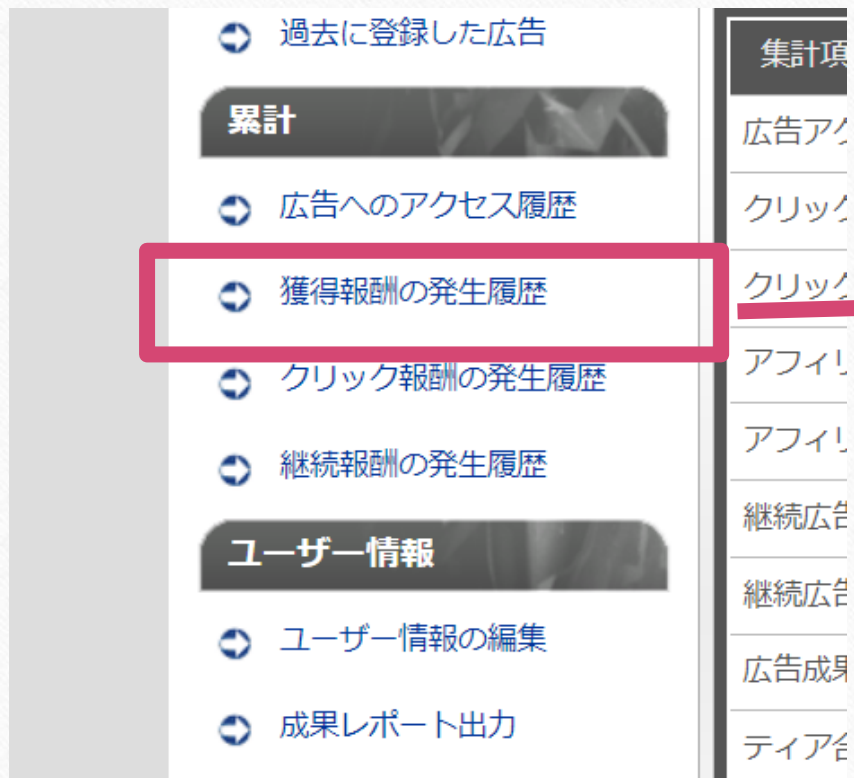 過去に登録した広告
累計
広告へのアクセス履歴
獲得報酬の発生履歴
クリック報酬の発生履歴
継続報酬の発生履歴
ユーザー情報
ユーザー情報の編集
成果レポート出力
集計項
広告アク
クリック
クリック
アフィリ
アフィリ
継続広告
継続広告
広告成果
ティア合